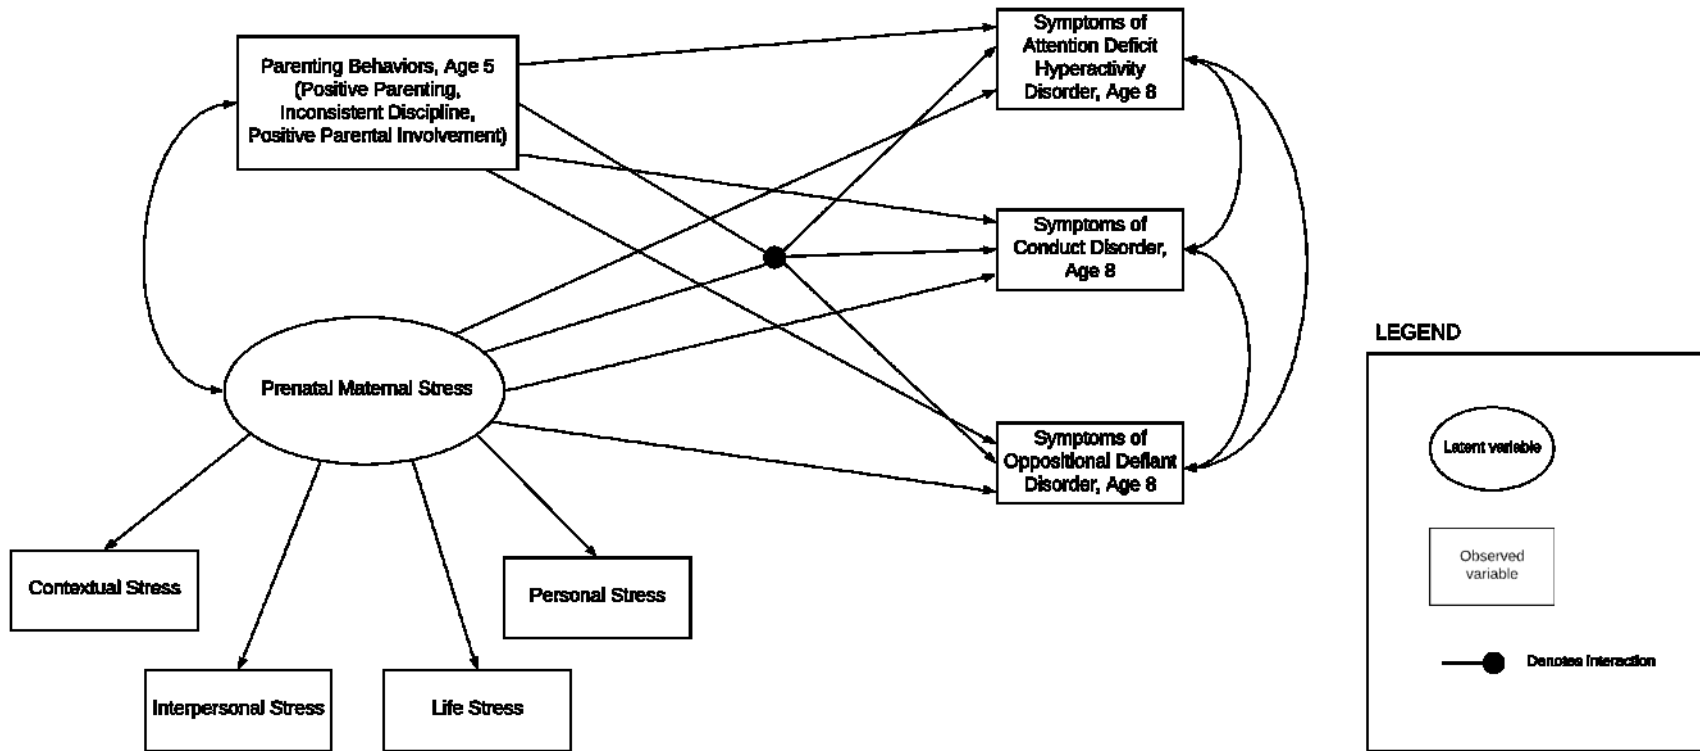 Parenting Behaviors, Age 5
(Positive Parenting,
Inconsistent Discipline,
Positive Parental Involvement)
Symptoms of
Attention Deficit
Hyperactivity
Disorder, Age 8
Symptoms of
Conduct Disorder,
Age 8
Prenatal Maternal Stress
Symptoms of
Oppositional Defiant
Disorder, Age 8
Contextual Stress
Personal Stress
Interpersonal Stress
Life Stress
LEGEND
Latent variable
Observed
variable
Denotes interaction